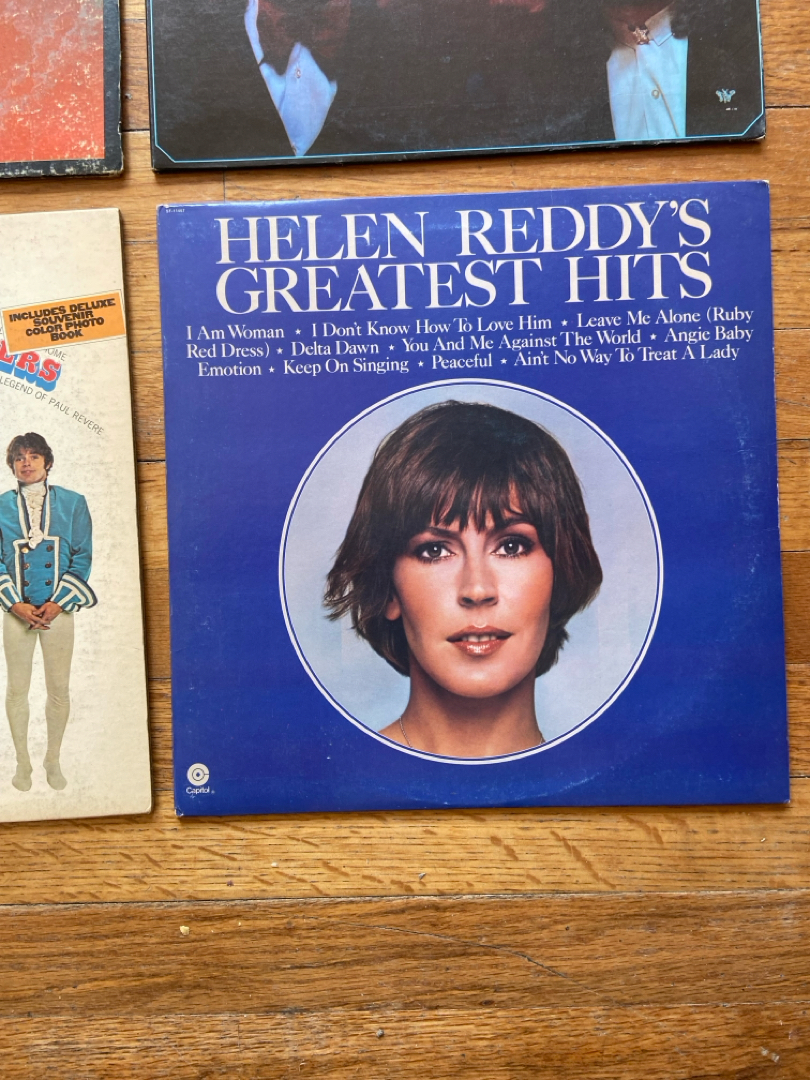 HELEN REDDY'S
GREATEST HITS
I Am Woman ★ I Don't Know How To Love Him ★ Leave Me Alone (Ruby
Red Dress) ★ Delta Dawn ★ You And Me Against The World ★ Angie Baby
Emotion ★ Keep On Singing ★ Peaceful ★ Ain't No Way To Treat A Lady
Capitol
INCLUDES DELUXE
SOUVENIR
COLOR PHOTO
BOOK
LEGEND OF PAUL REVERE